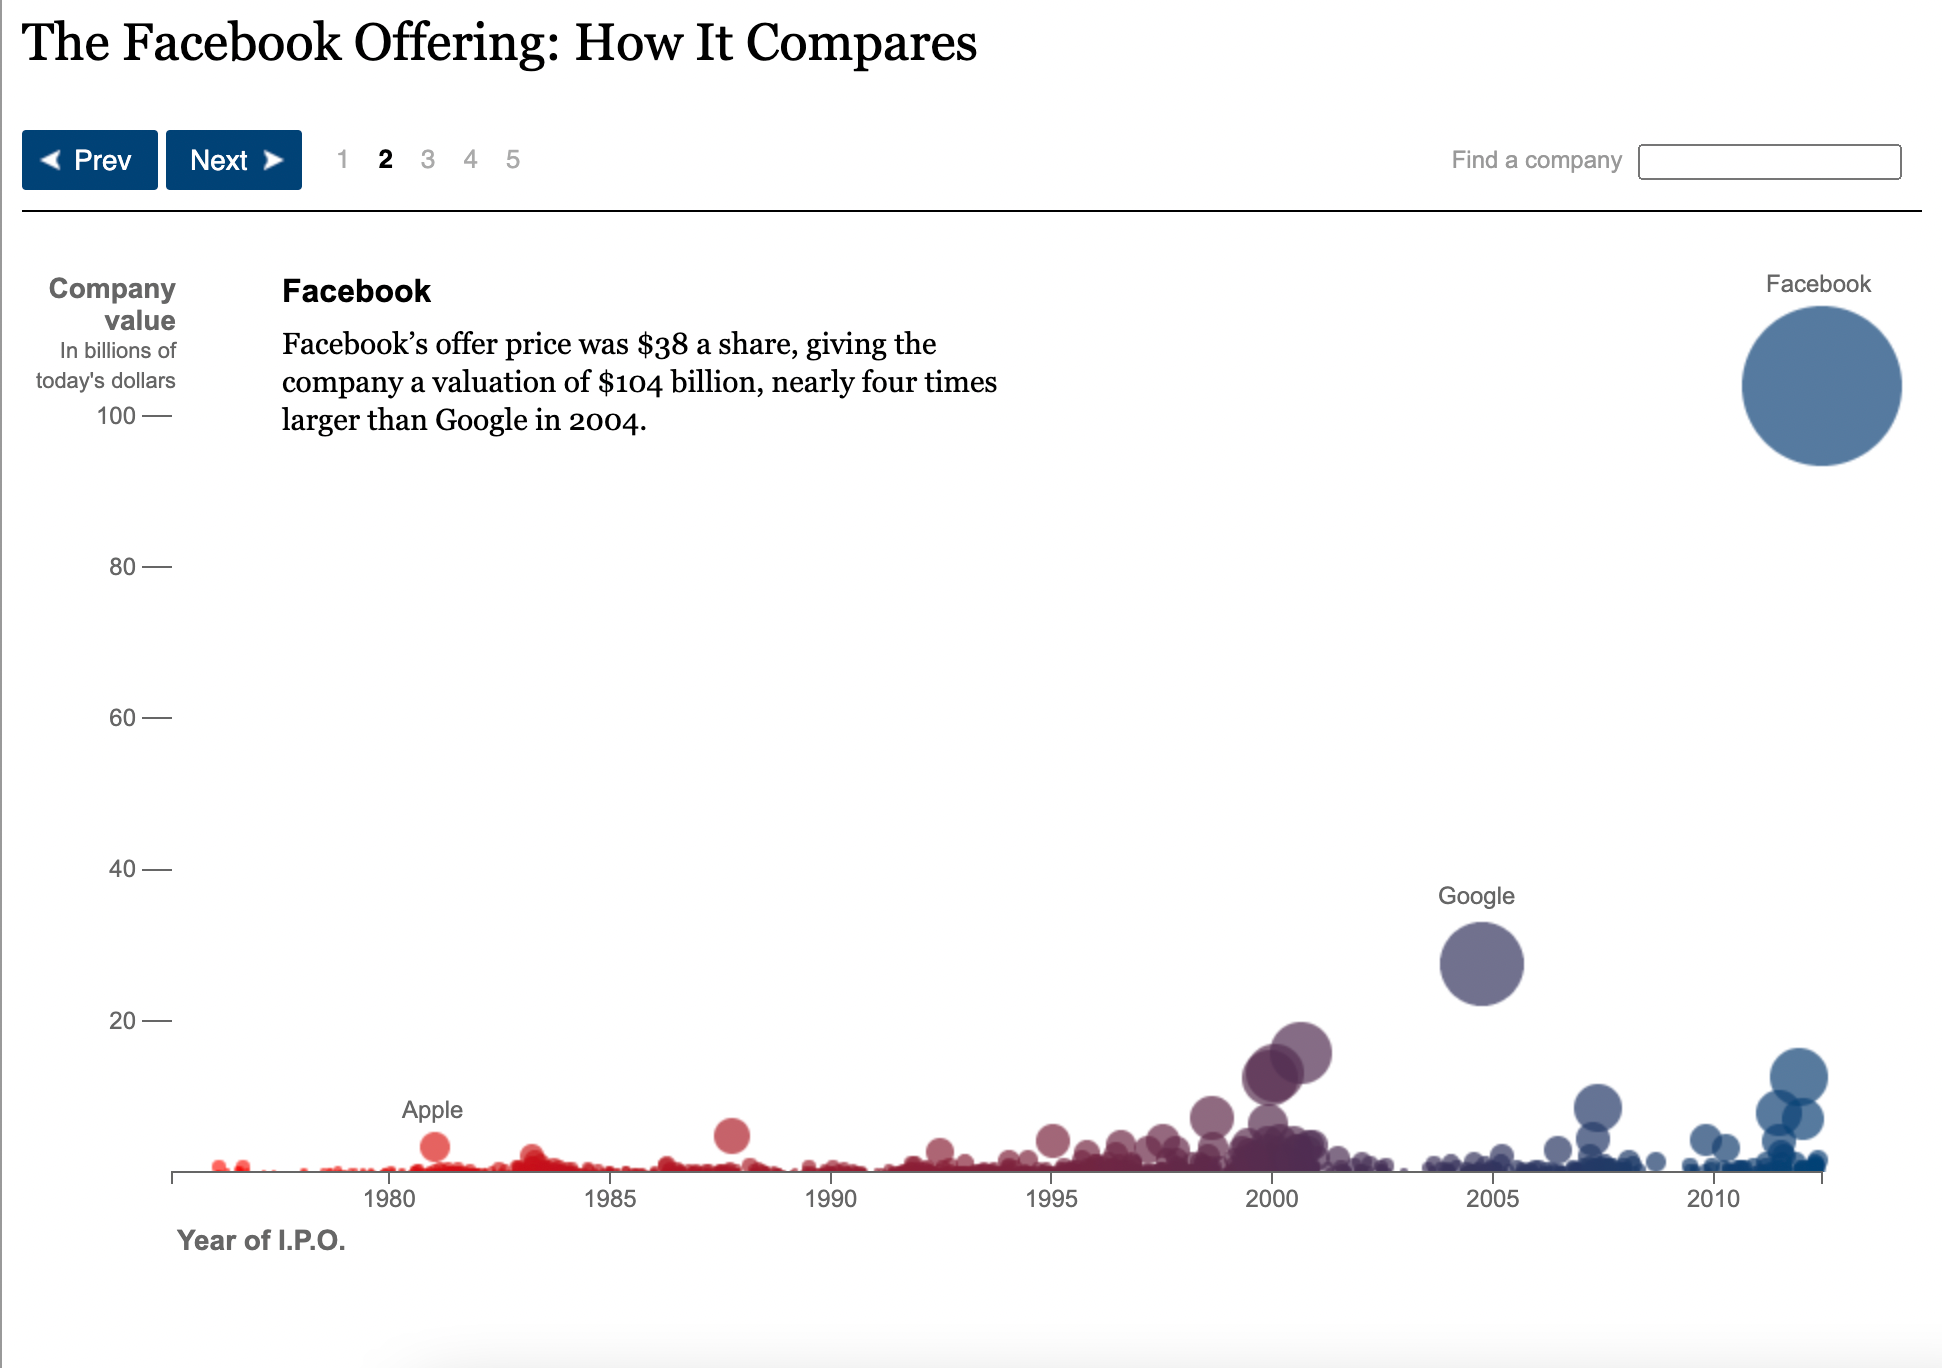 The Facebook Offering: How It Compares
Prev
Next
1 2 3 4 5
Find a company
Company
value
In billions of
today's dollars
Facebook
Facebook’s offer price was $38 a share, giving the
company a valuation of $104 billion, nearly four times
larger than Google in 2004.
Facebook
100
80
60
40
20
Google
Apple
1980 1985 1990 1995 2000 2005 2010
Year of I.P.O.